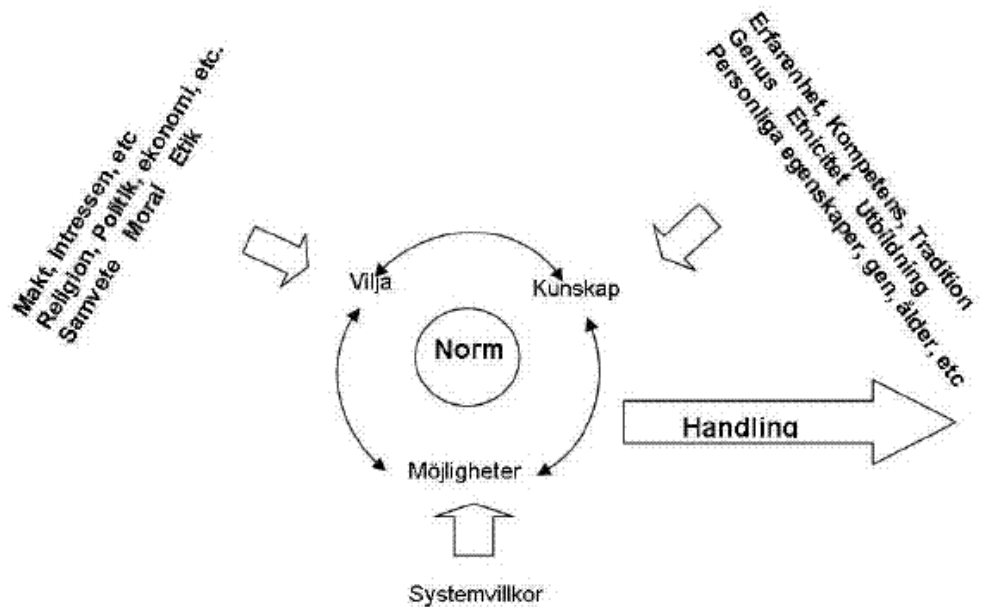 Makt, Intressen, etc
Religion, Politik, ekonomi, etc.
Samvete Moral Etik
Erfarenhet, Kompetens, Tradition
Genus Etnicitet Utbildning
Personliga egenskaper, gen, ålder, etc
Vilja
Kunskap
Norm
Handling
Möjligheter
Systemvillkor